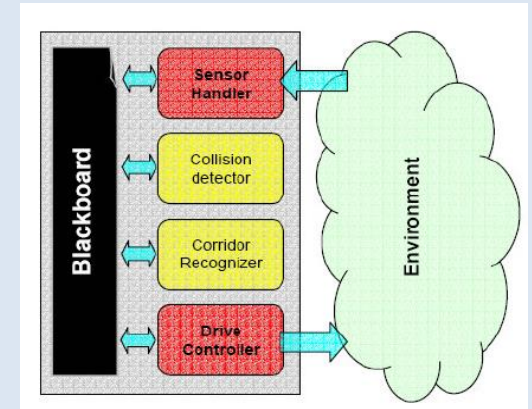 Blackboard
Sensor
Handler
Collision
detector
Corridor
Recognizer
Drive
Controller
Environment